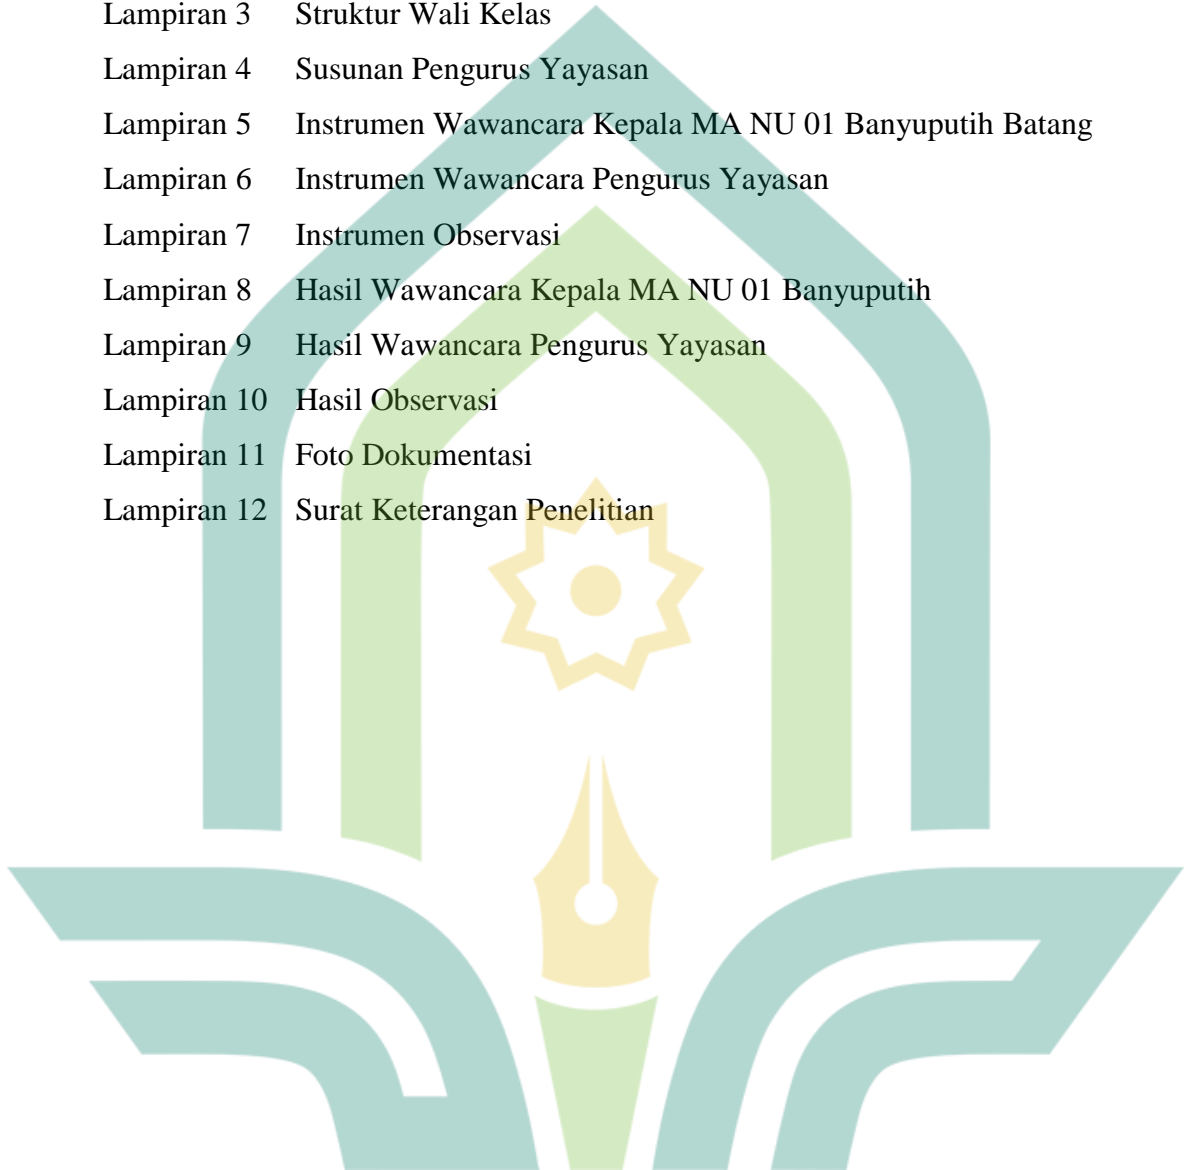 Lampiran 3 Struktur Wali Kelas
Lampiran 4 Susunan Pengurus Yayasan
Lampiran 5 Instrumen Wawancara Kepala MA NU 01 Banyuputih Batang
Lampiran 6 Instrumen Wawancara Pengurus Yayasan
Lampiran 7 Instrumen Observasi
Lampiran 8 Hasil Wawancara Kepala MA NU 01 Banyuputih
Lampiran 9 Hasil Wawancara Pengurus Yayasan
Lampiran 10 Hasil Observasi
Lampiran 11 Foto Dokumentasi
Lampiran 12 Surat Keterangan Penelitian